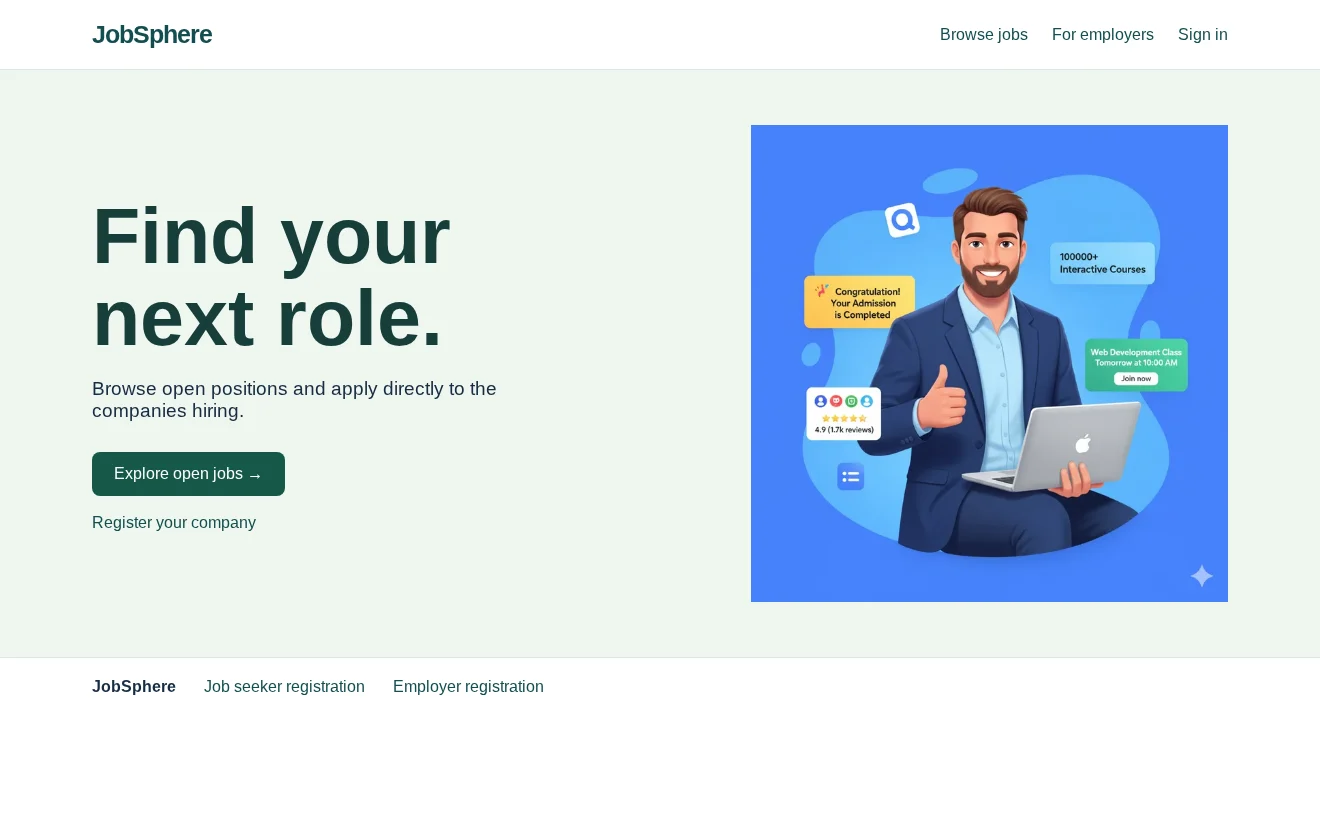 JobSphere
Browse jobs
For employers
Sign in
Find your
next role.
Browse open positions and apply directly to the
companies hiring.
Explore open jobs →
Register your company
100000+
Interactive Courses
Congratulation!
Your Admission
is Completed
Web Development Class
Tomorrow at 10:00 AM
Join now
4.9 (1.7k reviews)
JobSphere
Job seeker registration
Employer registration